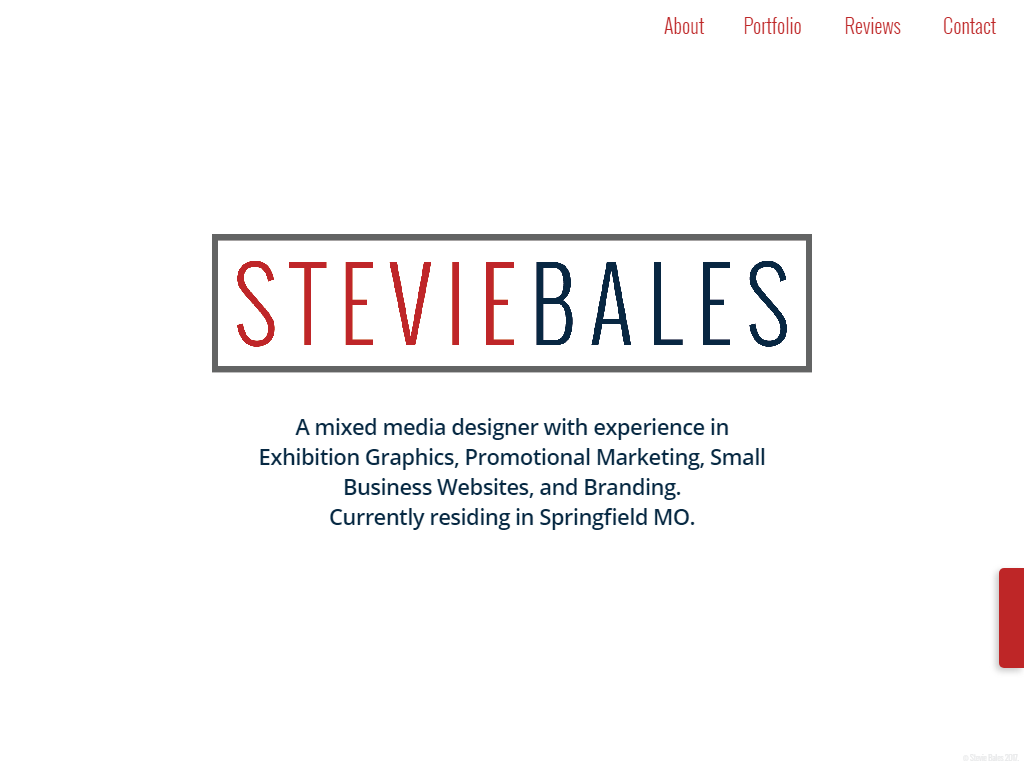 About Portfolio Reviews Contact
STEVIEBALES
A mixed media designer with experience in
Exhibition Graphics, Promotional Marketing, Small
Business Websites, and Branding.
Currently residing in Springfield MO.
© Stevie Bales